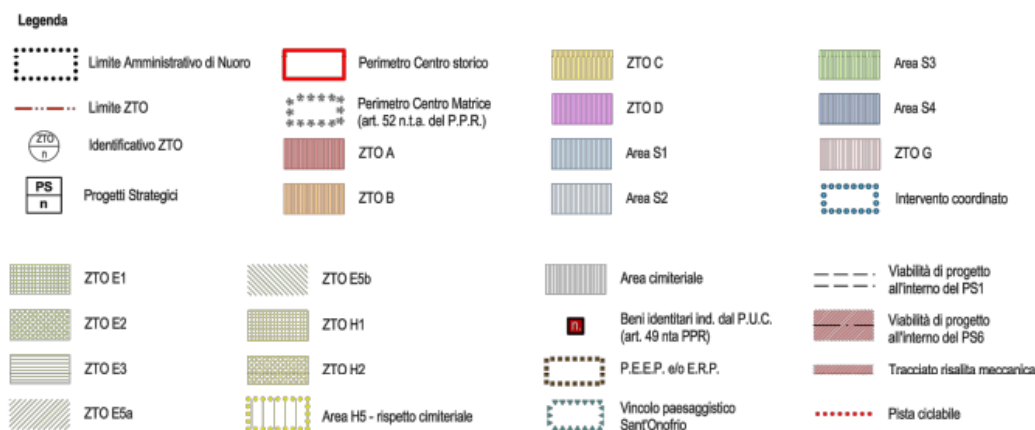 Legenda
Limite Amministrativo di Nuoro
Limite ZTO
ZTO
n
Identificativo ZTO
PS
n
Progetti Strategici
Perimetro Centro storico
Perimetro Centro Matrice
(art. 52 n.t.a. del P.P.R.)
ZTO A
ZTO B
ZTO C
ZTO D
Area S1
Area S2
Area S3
Area S4
ZTO G
Intervento coordinato
ZTO E1
ZTO E2
ZTO E3
ZTO E5a
ZTO E5b
ZTO H1
ZTO H2
Area H5 - rispetto cimiteriale
Area cimiteriale
n.
Beni identitari ind. dal P.U.C.
(art. 49 nta PPR)
P.E.E.P. e/o E.R.P.
Vincolo paesaggistico
Sant'Onofrio
Viabilità di progetto
all'interno del PS1
Viabilità di progetto
all'interno del PS6
Tracciato risalita meccanica
Pista ciclabile